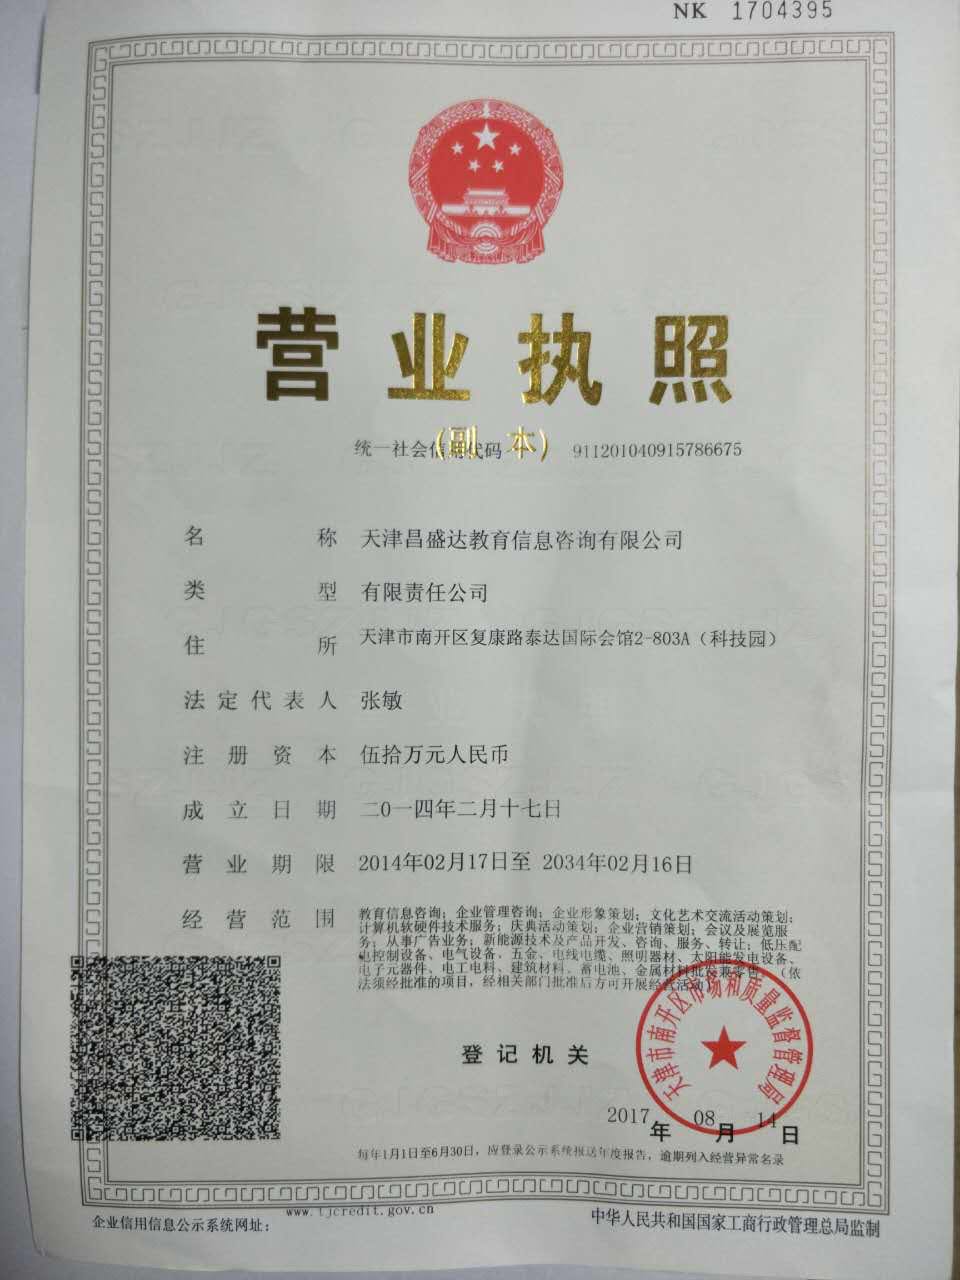 NK 1704395
营业执照
(副本)
统一社会信用代码 911201040915786675
名称 天津昌盛达教育信息咨询有限公司
类型 有限责任公司
住所 天津市南开区复康路泰达国际会馆2-803A（科技园）
法定代表人 张敏
注册资本 伍拾万元人民币
成立日期 二〇一四年二月十七日
营业期限 2014年02月17日至 2034年02月16日
经营范围 教育信息咨询；企业管理咨询；企业形象策划；文化艺术交流活动策划；
计算机软硬件技术服务；庆典活动策划；企业营销策划；会议及展览服
务；从事广告业务；新能源技术及产品开发、咨询、服务、转让；低压配
电控制设备、电气设备、五金、电线电缆、照明器材、太阳能发电设备、
电子元器件、电工电料、建筑材料、蓄电池、金属材料批发兼零售。（依
法须经批准的项目，经相关部门批准后方可开展经营活动）
天津市南开区市场和质量监督管理局
登记机关
2017年08月14日
每年1月1日至6月30日，应登录公示系统报送年度报告，逾期列入经营异常名录
企业信用信息公示系统网址： www.tjcredit.gov.cn
中华人民共和国国家工商行政管理总局监制